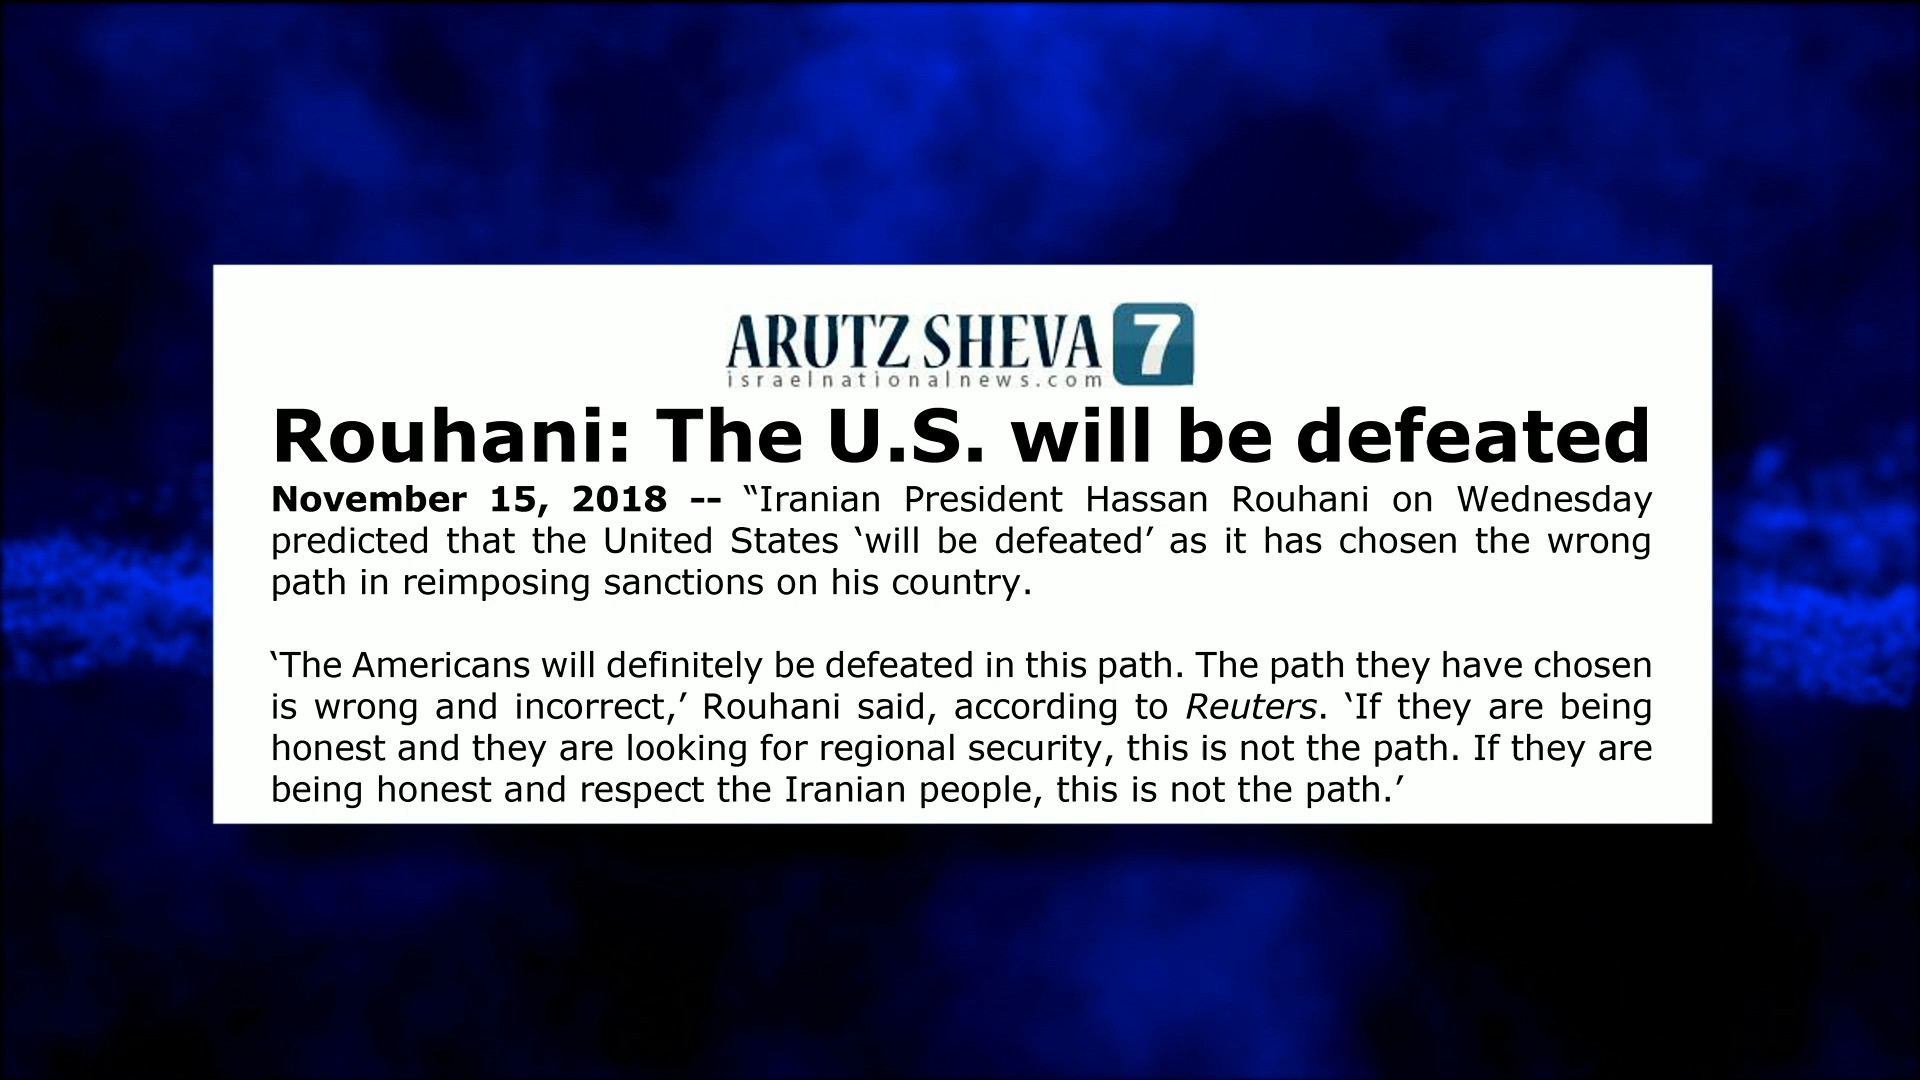 ARUTZ SHEVA 7
israelnationalnews.com
Rouhani: The U.S. will be defeated
November 15, 2018 -- “Iranian President Hassan Rouhani on Wednesday
predicted that the United States ‘will be defeated’ as it has chosen the wrong
path in reimposing sanctions on his country.
‘The Americans will definitely be defeated in this path. The path they have chosen
is wrong and incorrect,’ Rouhani said, according to Reuters. ‘If they are being
honest and they are looking for regional security, this is not the path. If they are
being honest and respect the Iranian people, this is not the path.’